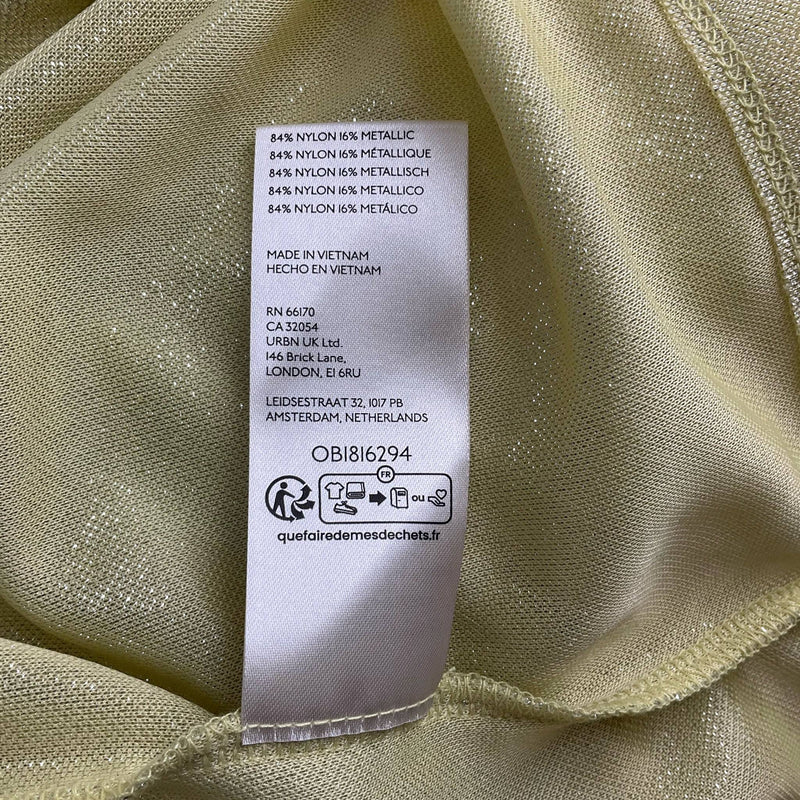 84% NYLON 16% METALLIC
84% NYLON 16% MÉTALLIQUE
84% NYLON 16% METALLISCH
84% NYLON 16% METALLICO
84% NYLON 16% METÁLICO
MADE IN VIETNAM
HECHO EN VIETNAM
RN 66170
CA 32054
URBN UK Ltd.
146 Brick Lane,
LONDON, E1 6RU
LEIDSESTRAAT 32, 1017 PB
AMSTERDAM, NETHERLANDS
OB1816294
FR
ou
quefairedemesdechets.fr